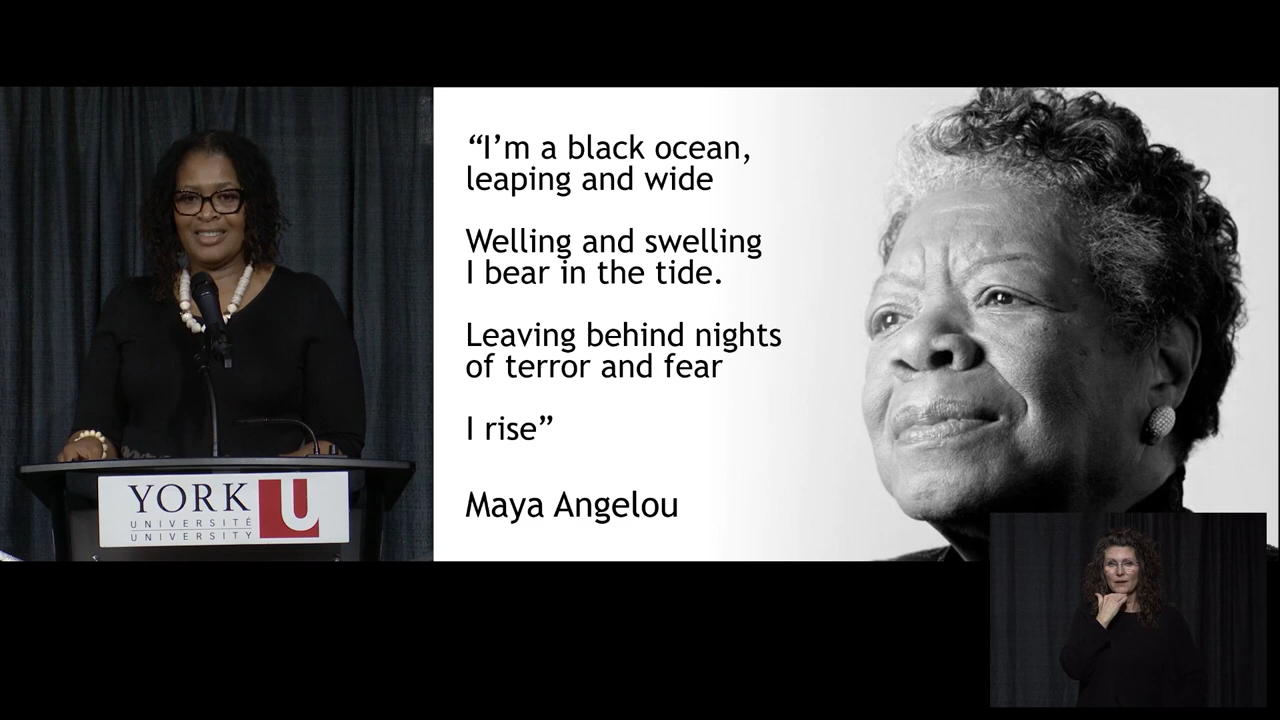 YORK U
UNIVERSITÉ
UNIVERSITY
“I’m a black ocean,
leaping and wide
Welling and swelling
I bear in the tide.
Leaving behind nights
of terror and fear
I rise”
Maya Angelou